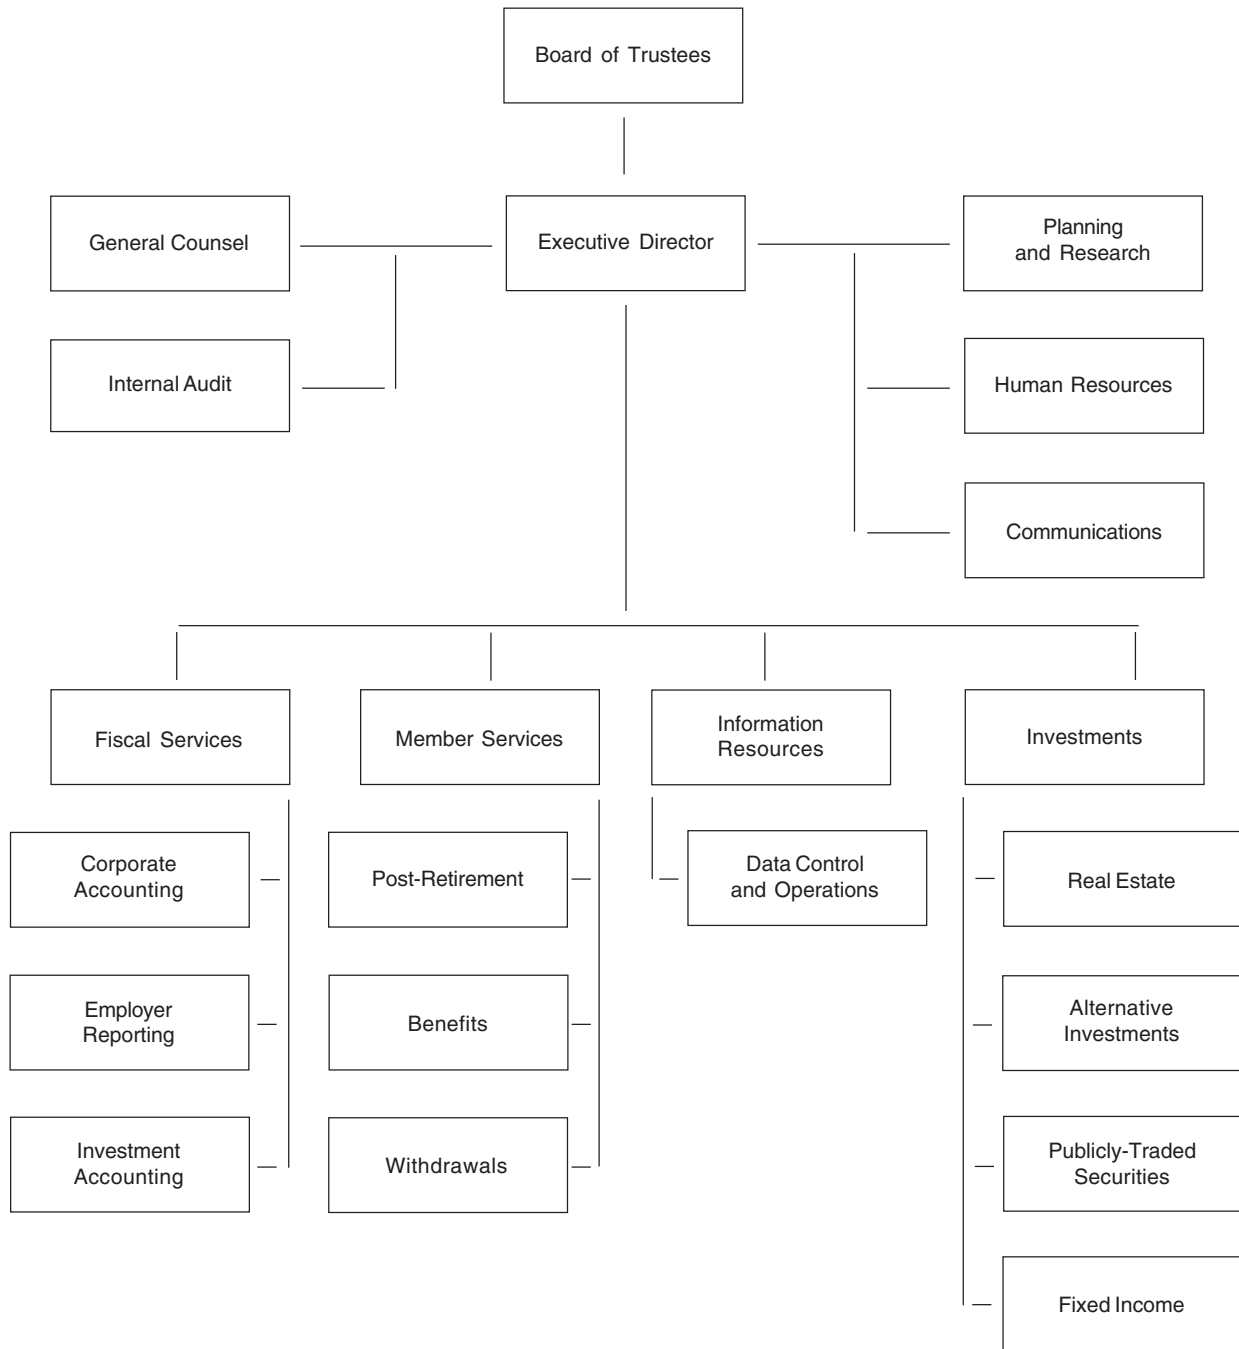 Board of Trustees
General Counsel
Executive Director
Planning
and Research
Internal Audit
Human Resources
Communications
Fiscal Services
Member Services
Information
Resources
Investments
Corporate
Accounting
Post-Retirement
Data Control
and Operations
Real Estate
Employer
Reporting
Benefits
Alternative
Investments
Investment
Accounting
Withdrawals
Publicly-Traded
Securities
Fixed Income